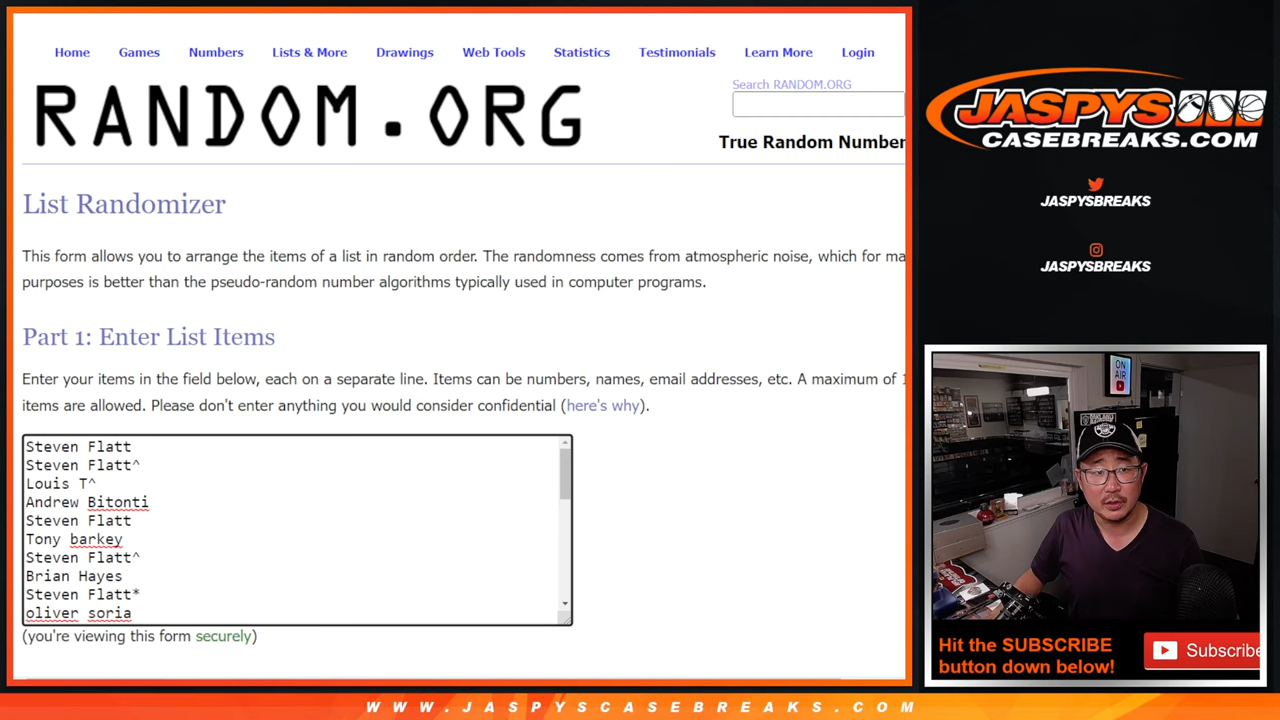 Home Games Numbers Lists & More Drawings Web Tools Statistics Testimonials Learn More Login
RANDOM.ORG
Search RANDOM.ORG
True Random Number
List Randomizer
This form allows you to arrange the items of a list in random order. The randomness comes from atmospheric noise, which for ma
purposes is better than the pseudo-random number algorithms typically used in computer programs.
Part 1: Enter List Items
Enter your items in the field below, each on a separate line. Items can be numbers, names, email addresses, etc. A maximum of 1
items are allowed. Please don't enter anything you would consider confidential (here's why).
Steven Flatt
Steven Flatt^
Louis T^
Andrew Bitonti
Steven Flatt
Tony barkey
Steven Flatt^
Brian Hayes
Steven Flatt*
oliver soria
(you're viewing this form securely)
JASPYS
CASEBREAKS.COM
JASPYSBREAKS
JASPYSBREAKS
ON
AIR
Hit the SUBSCRIBE
button down below!
Subscribe
WWW.JASPYSCASEBREAKS.COM